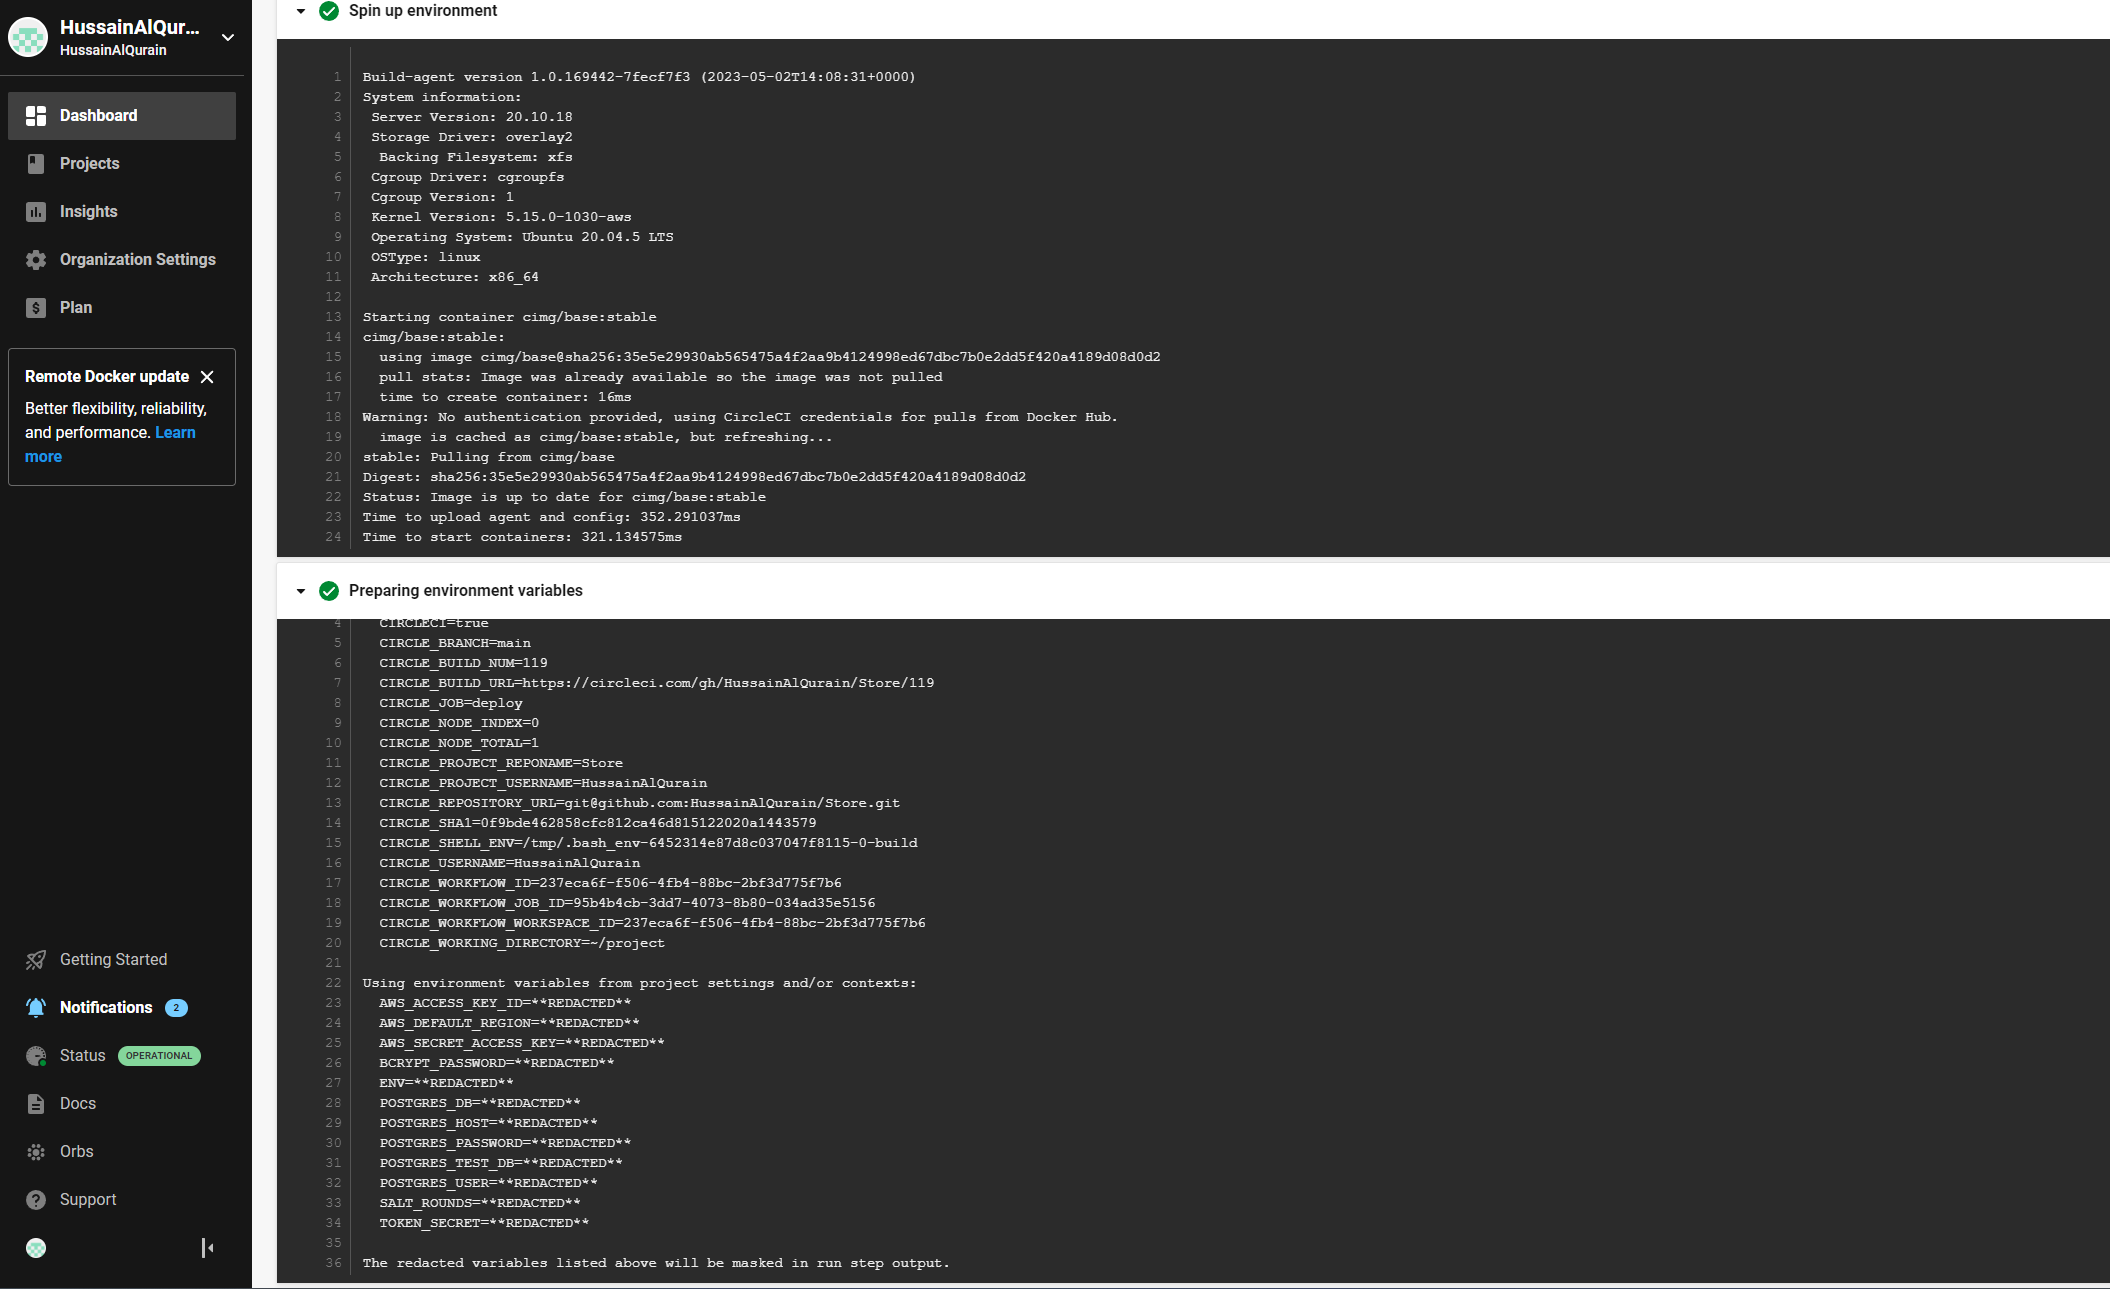 HussainAlQur...
HussainAlQurain
Dashboard
Projects
Insights
Organization Settings
Plan
Remote Docker update
Better flexibility, reliability,
and performance. Learn
more
Getting Started
Notifications 2
Status OPERATIONAL
Docs
Orbs
Support
Spin up environment
1 Build-agent version 1.0.169442-7fecf7f3 (2023-05-02T14:08:31+0000)
2 System information:
3 Server Version: 20.10.18
4 Storage Driver: overlay2
5 Backing Filesystem: xfs
6 Cgroup Driver: cgroupfs
7 Cgroup Version: 1
8 Kernel Version: 5.15.0-1030-aws
9 Operating System: Ubuntu 20.04.5 LTS
10 OSType: linux
11 Architecture: x86_64
12
13 Starting container cimg/base:stable
14 cimg/base:stable:
15 using image cimg/base@sha256:35e5e29930ab565475a4f2aa9b4124998ed67dbc7b0e2dd5f420a4189d08d0d2
16 pull stats: Image was already available so the image was not pulled
17 time to create container: 16ms
18 Warning: No authentication provided, using CircleCI credentials for pulls from Docker Hub.
19 image is cached as cimg/base:stable, but refreshing...
20 stable: Pulling from cimg/base
21 Digest: sha256:35e5e29930ab565475a4f2aa9b4124998ed67dbc7b0e2dd5f420a4189d08d0d2
22 Status: Image is up to date for cimg/base:stable
23 Time to upload agent and config: 352.291037ms
24 Time to start containers: 321.134575ms
Preparing environment variables
4 CIRCLECI=true
5 CIRCLE_BRANCH=main
6 CIRCLE_BUILD_NUM=119
7 CIRCLE_BUILD_URL=https://circleci.com/gh/HussainAlQurain/Store/119
8 CIRCLE_JOB=deploy
9 CIRCLE_NODE_INDEX=0
10 CIRCLE_NODE_TOTAL=1
11 CIRCLE_PROJECT_REPONAME=Store
12 CIRCLE_PROJECT_USERNAME=HussainAlQurain
13 CIRCLE_REPOSITORY_URL=git@github.com:HussainAlQurain/Store.git
14 CIRCLE_SHA1=0f9bde462858cfc812ca46d815122020a1443579
15 CIRCLE_SHELL_ENV=/tmp/.bash_env-6452314e87d8c037047f8115-0-build
16 CIRCLE_USERNAME=HussainAlQurain
17 CIRCLE_WORKFLOW_ID=237eca6f-f506-4fb4-88bc-2bf3d775f7b6
18 CIRCLE_WORKFLOW_JOB_ID=95b4b4cb-3dd7-4073-8b80-034ad35e5156
19 CIRCLE_WORKFLOW_WORKSPACE_ID=237eca6f-f506-4fb4-88bc-2bf3d775f7b6
20 CIRCLE_WORKING_DIRECTORY=~/project
21
22 Using environment variables from project settings and/or contexts:
23 AWS_ACCESS_KEY_ID=**REDACTED**
24 AWS_DEFAULT_REGION=**REDACTED**
25 AWS_SECRET_ACCESS_KEY=**REDACTED**
26 BCRYPT_PASSWORD=**REDACTED**
27 ENV=**REDACTED**
28 POSTGRES_DB=**REDACTED**
29 POSTGRES_HOST=**REDACTED**
30 POSTGRES_PASSWORD=**REDACTED**
31 POSTGRES_TEST_DB=**REDACTED**
32 POSTGRES_USER=**REDACTED**
33 SALT_ROUNDS=**REDACTED**
34 TOKEN_SECRET=**REDACTED**
35
36 The redacted variables listed above will be masked in run step output.